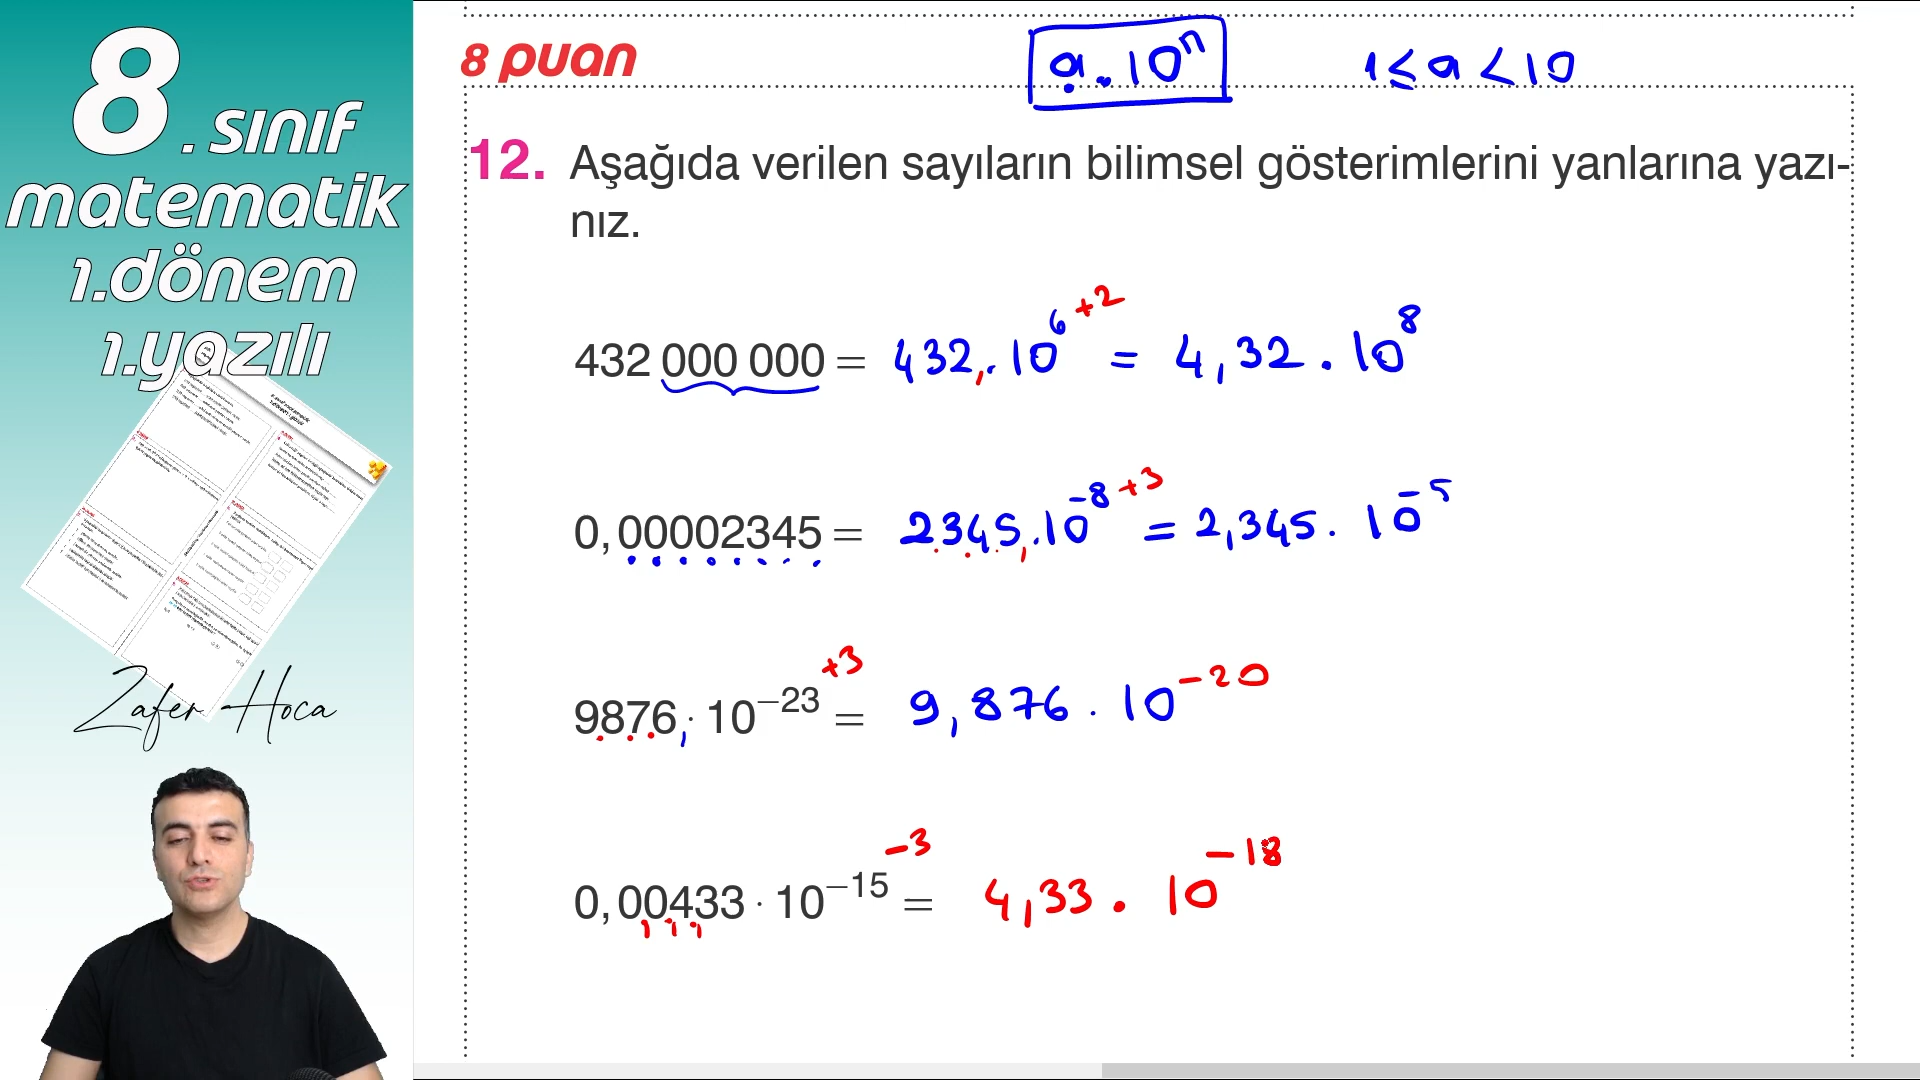 8. sınıf
matematik
1.dönem
1.yazılı
Zafer Hoca
8 puan
a . 10ⁿ
1 ≤ a < 10
12. Aşağıda verilen sayıların bilimsel gösterimlerini yanlarına yazı-
nız.
432 000 000 = 432, . 10⁶ ⁺² = 4,32 . 10⁸
0,00002345 = 2345, . 10⁻⁸ ⁺³ = 2,345 . 10⁻⁵
9876, · 10⁻²³ ⁺³ = 9,876 . 10⁻²⁰
0,00433 · 10⁻¹⁵ ⁻³ = 4,33 . 10⁻¹⁸